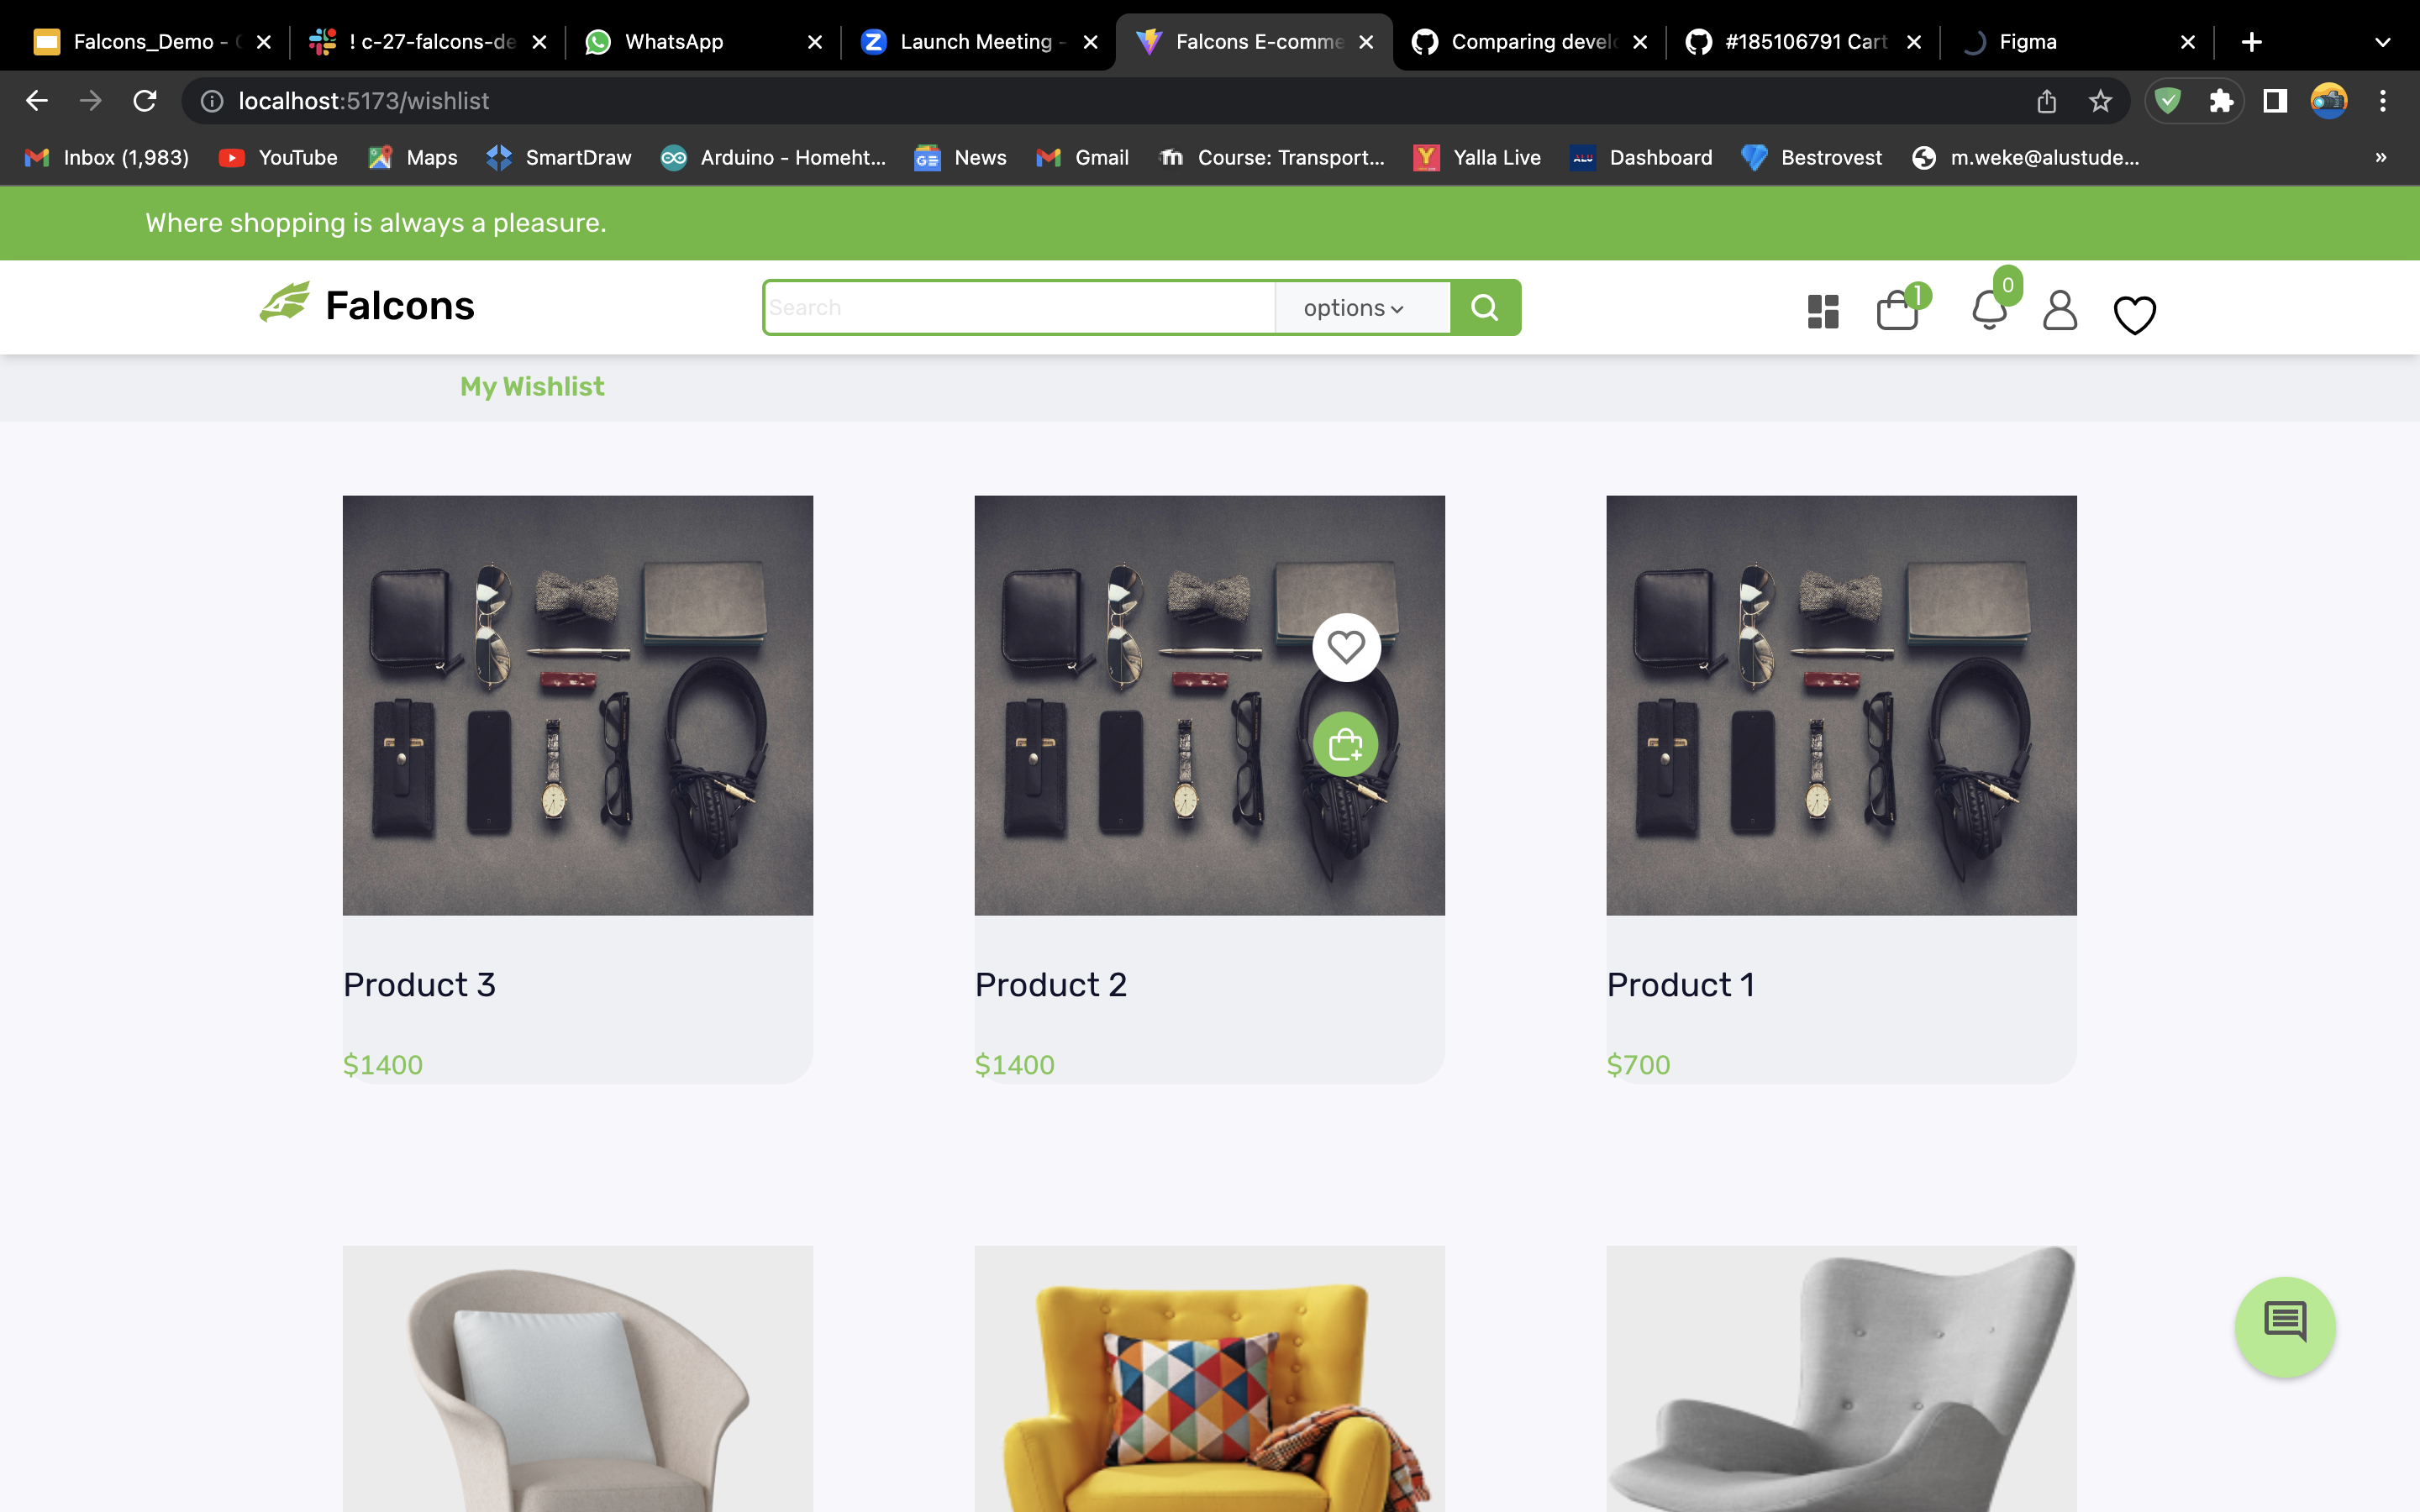 Falcons_Demo - 
! c-27-falcons-de
WhatsApp
Launch Meeting -
Falcons E-comme
Comparing develo
#185106791 Cart
Figma
localhost:5173/wishlist
Inbox (1,983)
YouTube
Maps
SmartDraw
Arduino - Homeht...
News
Gmail
Course: Transport...
Yalla Live
Dashboard
Bestrovest
m.weke@alustude...
»
Where shopping is always a pleasure.
Falcons
Search
options
1
0
My Wishlist
Product 3
$1400
Product 2
$1400
Product 1
$700